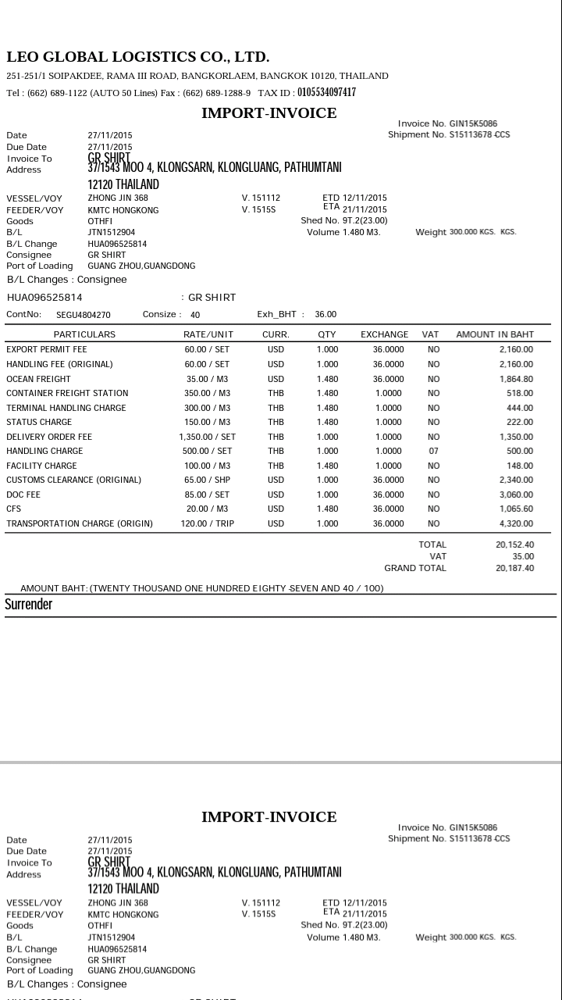 LEO GLOBAL LOGISTICS CO., LTD.
251-251/1 SOIPAKDEE, RAMA III ROAD, BANGKORLAEM, BANGKOK 10120, THAILAND
Tel : (662) 689-1122 (AUTO 50 Lines) Fax : (662) 689-1288-9 TAX ID : 0105534097417
IMPORT-INVOICE
Invoice No. GIN15K5086
Date 27/11/2015 Shipment No. S15113678-CCS
Due Date 27/11/2015
Invoice To GR SHIRT
Address 37/1543 MOO 4, KLONGSARN, KLONGLUANG, PATHUMTANI
12120 THAILAND
VESSEL/VOY ZHONG JIN 368 V. 151112 ETD 12/11/2015
FEEDER/VOY KMTC HONGKONG V. 1515S ETA 21/11/2015
Goods OTHFI Shed No. 9T.2(23.00)
B/L JTN1512904 Volume 1.480 M3. Weight 300.000 KGS. KGS.
B/L Change HUA096525814
Consignee GR SHIRT
Port of Loading GUANG ZHOU,GUANGDONG
B/L Changes : Consignee
HUA096525814 : GR SHIRT
ContNo: SEGU4804270 Consize : 40 Exh_BHT : 36.00
PARTICULARS RATE/UNIT CURR. QTY EXCHANGE VAT AMOUNT IN BAHT
EXPORT PERMIT FEE 60.00 / SET USD 1.000 36.0000 NO 2,160.00
HANDLING FEE (ORIGINAL) 60.00 / SET USD 1.000 36.0000 NO 2,160.00
OCEAN FREIGHT 35.00 / M3 USD 1.480 36.0000 NO 1,864.80
CONTAINER FREIGHT STATION 350.00 / M3 THB 1.480 1.0000 NO 518.00
TERMINAL HANDLING CHARGE 300.00 / M3 THB 1.480 1.0000 NO 444.00
STATUS CHARGE 150.00 / M3 THB 1.480 1.0000 NO 222.00
DELIVERY ORDER FEE 1,350.00 / SET THB 1.000 1.0000 NO 1,350.00
HANDLING CHARGE 500.00 / SET THB 1.000 1.0000 07 500.00
FACILITY CHARGE 100.00 / M3 THB 1.480 1.0000 NO 148.00
CUSTOMS CLEARANCE (ORIGINAL) 65.00 / SHP USD 1.000 36.0000 NO 2,340.00
DOC FEE 85.00 / SET USD 1.000 36.0000 NO 3,060.00
CFS 20.00 / M3 USD 1.480 36.0000 NO 1,065.60
TRANSPORTATION CHARGE (ORIGIN) 120.00 / TRIP USD 1.000 36.0000 NO 4,320.00
TOTAL 20,152.40
VAT 35.00
GRAND TOTAL 20,187.40
AMOUNT BAHT: (TWENTY THOUSAND ONE HUNDRED EIGHTY-SEVEN AND 40 / 100)
Surrender
IMPORT-INVOICE
Invoice No. GIN15K5086
Date 27/11/2015 Shipment No. S15113678-CCS
Due Date 27/11/2015
Invoice To GR SHIRT
Address 37/1543 MOO 4, KLONGSARN, KLONGLUANG, PATHUMTANI
12120 THAILAND
VESSEL/VOY ZHONG JIN 368 V. 151112 ETD 12/11/2015
FEEDER/VOY KMTC HONGKONG V. 1515S ETA 21/11/2015
Goods OTHFI Shed No. 9T.2(23.00)
B/L JTN1512904 Volume 1.480 M3. Weight 300.000 KGS. KGS.
B/L Change HUA096525814
Consignee GR SHIRT
Port of Loading GUANG ZHOU,GUANGDONG
B/L Changes : Consignee